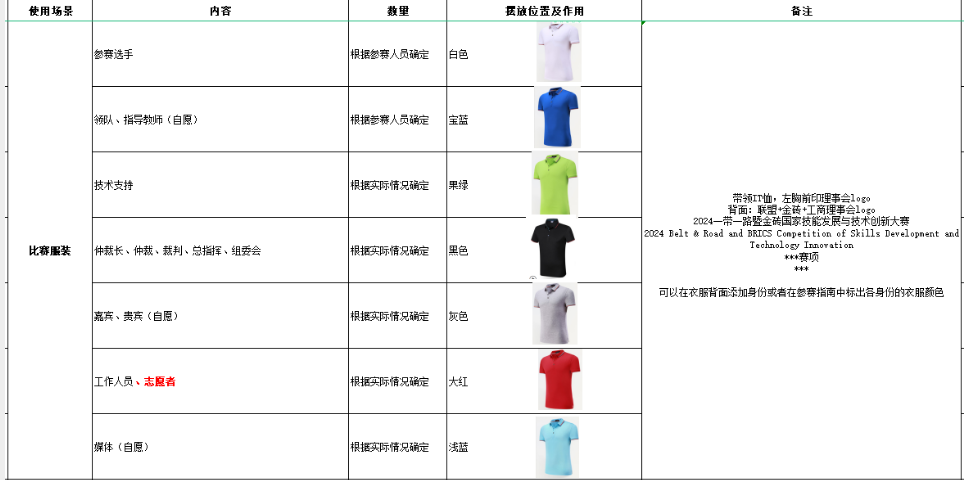 使用场景 内容 数量 摆放位置及作用 备注
参赛选手 根据参赛人员确定 白色
领队、指导教师（自愿） 根据参赛人员确定 宝蓝
技术支持 根据实际情况确定 果绿
比赛服装 仲裁长、仲裁、裁判、总指挥、组委会 根据实际情况确定 黑色
嘉宾、贵宾（自愿） 根据实际情况确定 灰色
工作人员、志愿者 根据实际情况确定 大红
媒体（自愿） 根据实际情况确定 浅蓝
带领IT恤，左胸前印理事会logo
背面：联盟+金砖+工商理事会logo
2024一带一路暨金砖国家技能发展与技术创新大赛
2024 Belt & Road and BRICS Competition of Skills Development and
Technology Innovation
***赛项
***
可以在衣服背面添加身份或者在参赛指南中标出各身份的衣服颜色